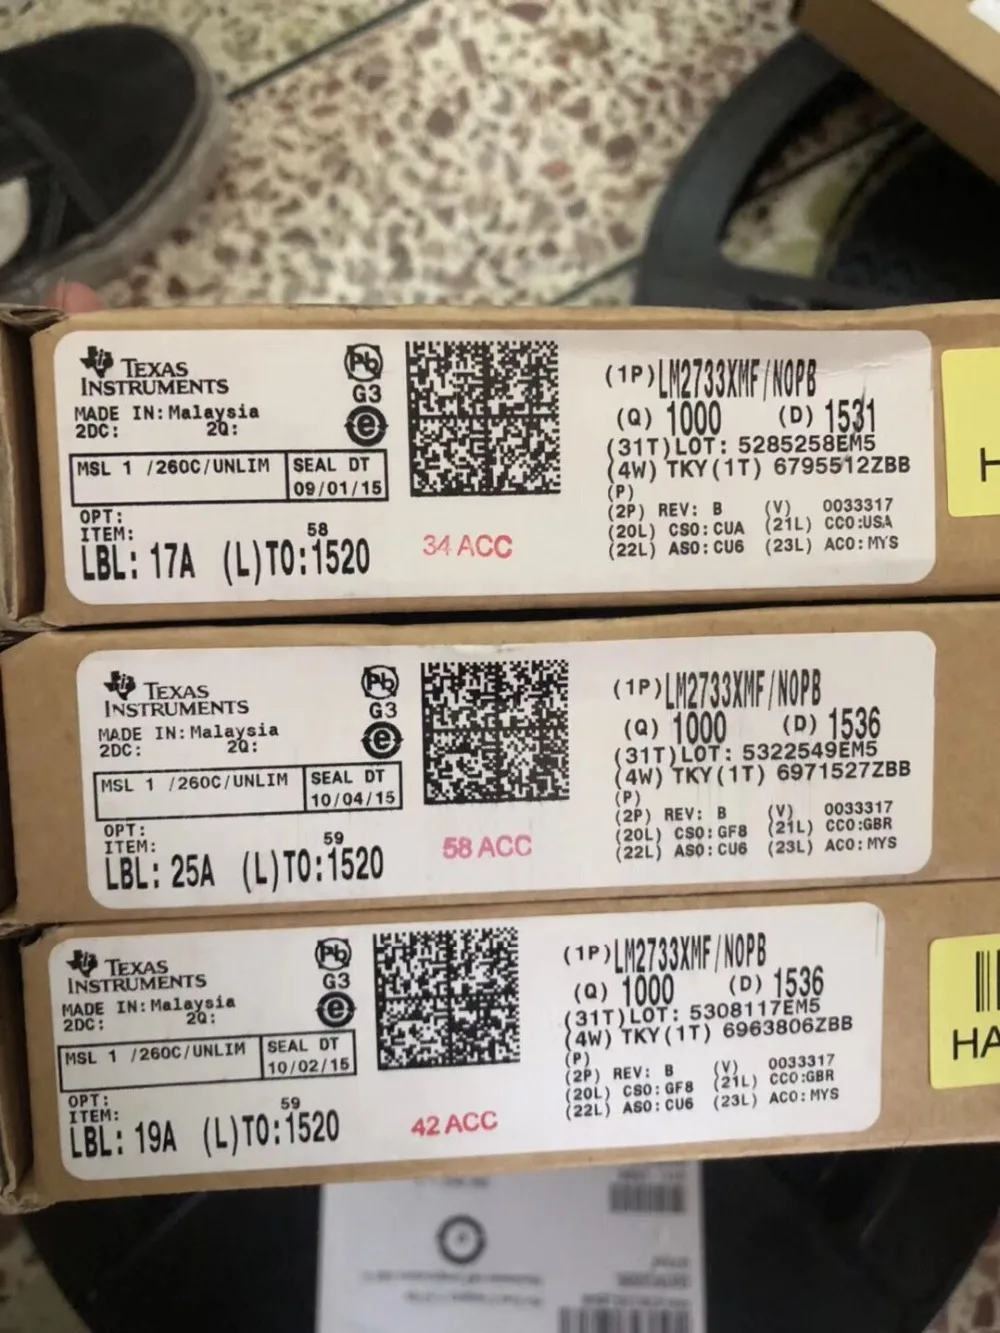 TEXAS
INSTRUMENTS
MADE IN: Malaysia
2DC: 2Q:
MSL 1 /260C/UNLIM
SEAL DT
09/01/15
OPT:
ITEM:
58
LBL: 17A (L)TO:1520
Pb
G3
e
34 ACC
(1P)LM2733XMF/NOPB
(Q) 1000 (D) 1531
(31T)LOT: 5285258EM5
(4W) TKY(1T) 6795512ZBB
(P)
(2P) REV: B (V) 0033317
(20L) CSO:CUA (21L) CCO:USA
(22L) ASO:CU6 (23L) ACO:MYS
H
TEXAS
INSTRUMENTS
MADE IN: Malaysia
2DC: 2Q:
MSL 1 /260C/UNLIM
SEAL DT
10/04/15
OPT:
ITEM:
59
LBL: 25A (L)TO:1520
Pb
G3
e
58 ACC
(1P)LM2733XMF/NOPB
(Q) 1000 (D) 1536
(31T)LOT: 5322549EM5
(4W) TKY(1T) 6971527ZBB
(P)
(2P) REV: B (V) 0033317
(20L) CSO:GF8 (21L) CCO:GBR
(22L) ASO:CU6 (23L) ACO:MYS
TEXAS
INSTRUMENTS
MADE IN: Malaysia
2DC: 2Q:
MSL 1 /260C/UNLIM
SEAL DT
10/02/15
OPT:
ITEM:
59
LBL: 19A (L)TO:1520
Pb
G3
e
42 ACC
(1P)LM2733XMF/NOPB
(Q) 1000 (D) 1536
(31T)LOT: 5308117EM5
(4W) TKY(1T) 6963806ZBB
(P)
(2P) REV: B (V) 0033317
(20L) CSO:GF8 (21L) CCO:GBR
(22L) ASO:CU6 (23L) ACO:MYS
HA